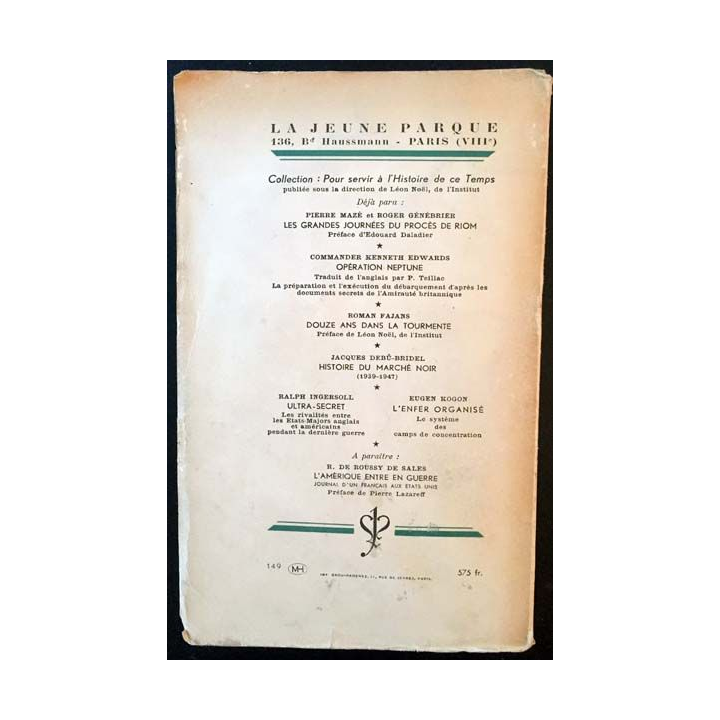 LA JEUNE PARQUE
136, Bd Haussmann - PARIS (VIIIe)
Collection : Pour servir à l'Histoire de ce Temps
publiée sous la direction de Léon Noël, de l'Institut
Déjà paru :
PIERRE MAZÉ et ROGER GÉNÉBRIER
LES GRANDES JOURNÉES DU PROCÈS DE RIOM
Préface d'Edouard Daladier
★
COMMANDER KENNETH EDWARDS
OPÉRATION NEPTUNE
Traduit de l'anglais par P. Teillac
La préparation et l'exécution du débarquement d'après les
documents secrets de l'Amirauté britannique
★
ROMAN FAJANS
DOUZE ANS DANS LA TOURMENTE
Préface de Léon Noël, de l'Institut
★
JACQUES DEBÛ-BRIDEL
HISTOIRE DU MARCHÉ NOIR
(1939-1947)
★
RALPH INGERSOLL
ULTRA-SECRET
Les rivalités entre
les Etats-Majors anglais
et américains
pendant la dernière guerre
EUGEN KOGON
L'ENFER ORGANISÉ
Le système
des
camps de concentration
★
A paraître :
R. DE ROUSSY DE SALES
L'AMÉRIQUE ENTRE EN GUERRE
JOURNAL D'UN FRANÇAIS AUX ETATS UNIS
Préface de Pierre Lazareff
149 MH
575 fr.